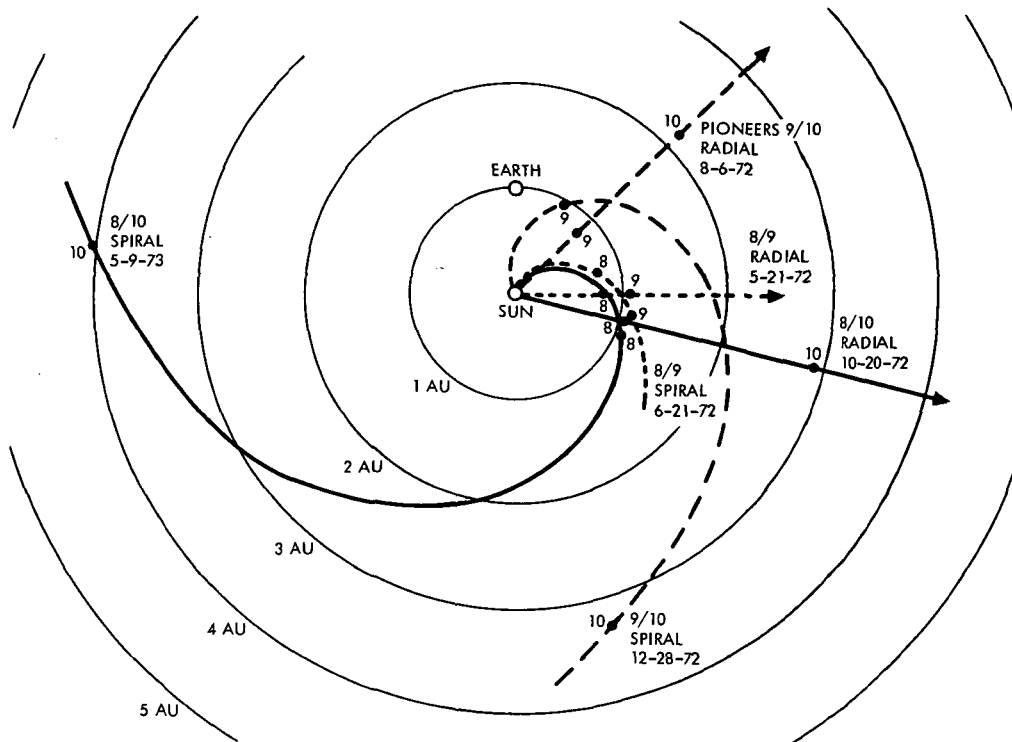 10
PIONEERS 9/10
RADIAL
8-6-72
EARTH
9
9
8/10
SPIRAL
5-9-73
10
8/9
RADIAL
5-21-72
8
9
SUN
8
9
8
8
8/10
RADIAL
10-20-72
10
8/9
SPIRAL
6-21-72
1 AU
2 AU
3 AU
4 AU
5 AU
10
9/10
SPIRAL
12-28-72